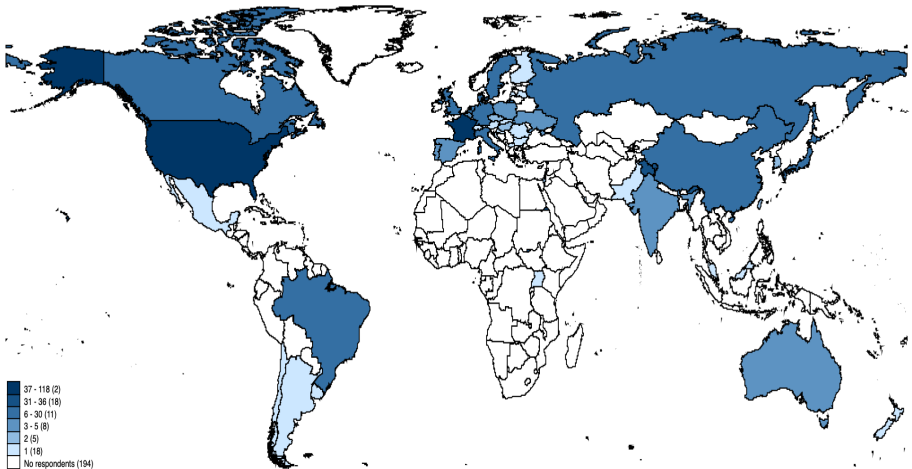 37 - 118 (2)
31 - 36 (18)
6 - 30 (11)
3 - 5 (8)
2 (5)
1 (18)
No respondents (194)